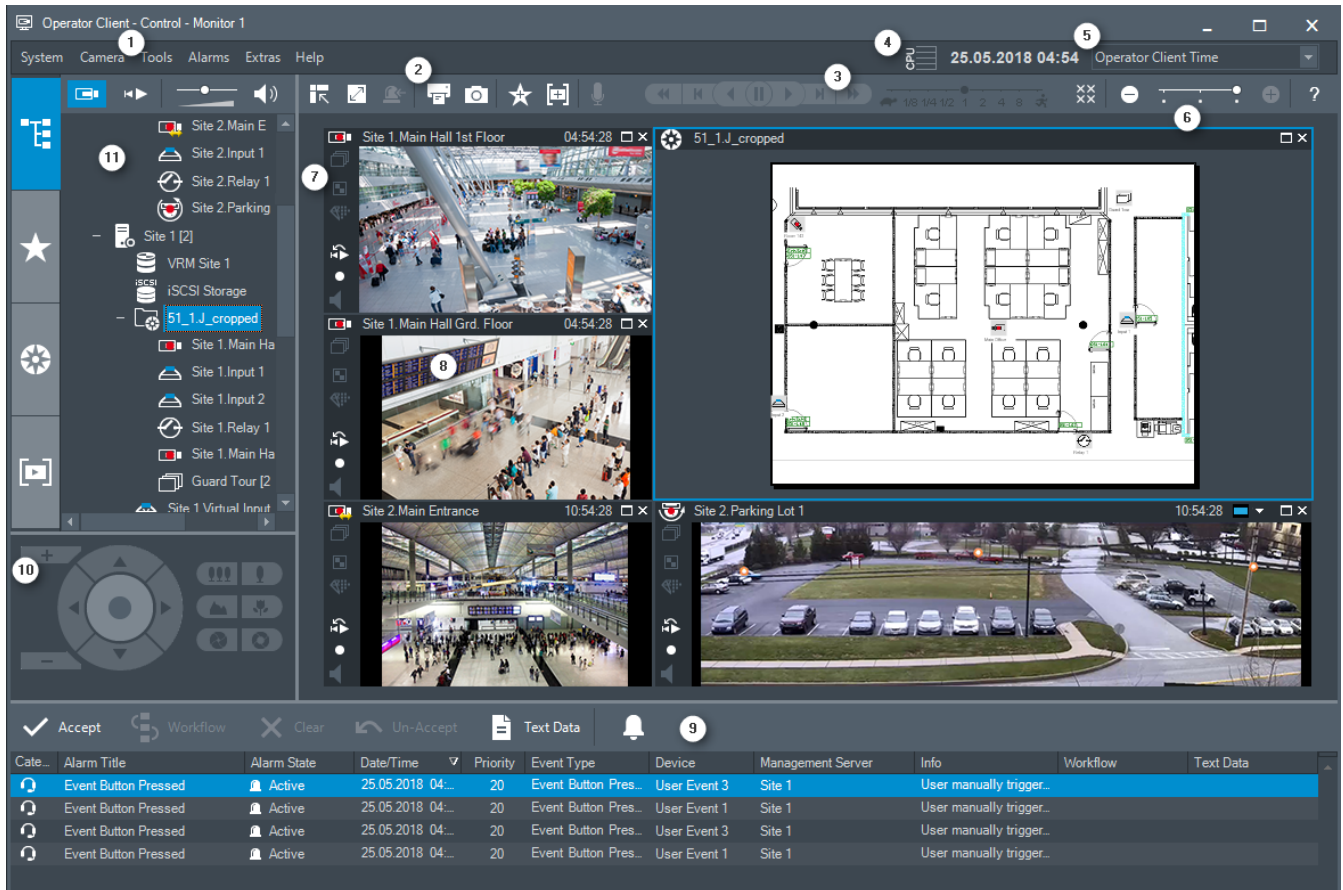 Operator Client - Control - Monitor 1
1
System Camera Tools Alarms Extras Help
4
CPU
25.05.2018 04:54
5
Operator Client Time
2
3
1/8 1/4 1/2 1 2 4 8
6
?
11
Site 2.Main E
Site 2.Input 1
Site 2.Relay 1
Site 2.Parking
Site 1 [2]
VRM Site 1
iSCSI
iSCSI Storage
51_1.J_cropped
Site 1.Main Ha
Site 1.Input 1
Site 1.Input 2
Site 1.Relay 1
Site 1.Main Ha
Guard Tour [2
Site 1.Virtual Input
10
7
Site 1.Main Hall 1st Floor 04:54:28
51_1.J_cropped
Guard Tour
Main Office
Input 1
Relay 1
Site 1.Main Hall Grd. Floor 04:54:28
8
Site 2.Main Entrance 10:54:28
Site 2.Parking Lot 1 10:54:28
Accept Workflow Clear Un-Accept Text Data
9
Cate... Alarm Title Alarm State Date/Time Priority Event Type Device Management Server Info Workflow Text Data
Event Button Pressed Active 25.05.2018 04:... 20 Event Button Pres... User Event 3 Site 1 User manually trigger...
Event Button Pressed Active 25.05.2018 04:... 20 Event Button Pres... User Event 1 Site 1 User manually trigger...
Event Button Pressed Active 25.05.2018 04:... 20 Event Button Pres... User Event 3 Site 1 User manually trigger...
Event Button Pressed Active 25.05.2018 04:... 20 Event Button Pres... User Event 1 Site 1 User manually trigger...